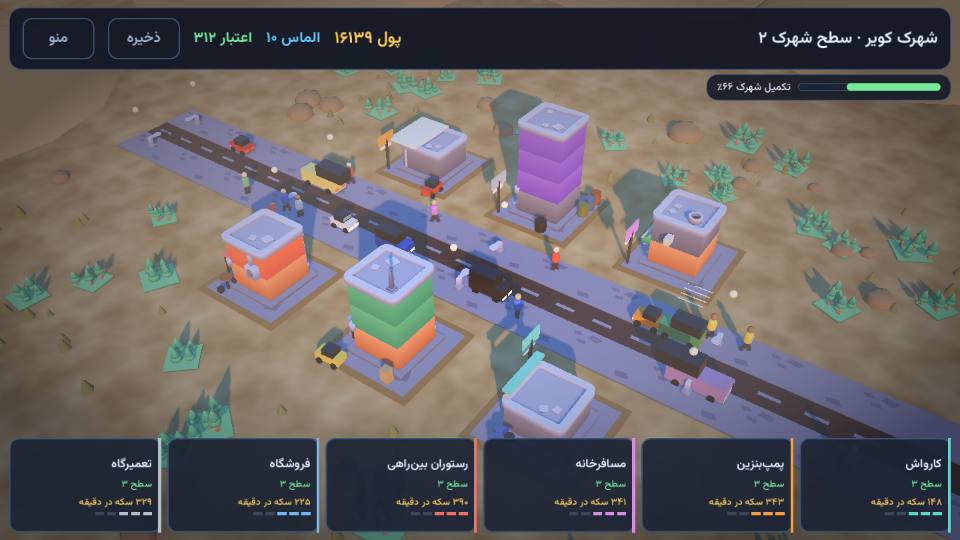 شهرک کویر · سطح شهرک ۲
پول ۱۶۱۳۹ الماس ۱۰ اعتبار ۳۱۲
ذخیره
منو
تکمیل شهرک ۶۶٪
کارواش
سطح ۳
۱۴۸ سکه در دقیقه
پمپ‌بنزین
سطح ۳
۳۴۳ سکه در دقیقه
مسافرخانه
سطح ۳
۳۴۱ سکه در دقیقه
رستوران بین‌راهی
سطح ۳
۳۹۰ سکه در دقیقه
فروشگاه
سطح ۳
۲۲۵ سکه در دقیقه
تعمیرگاه
سطح ۳
۳۲۹ سکه در دقیقه